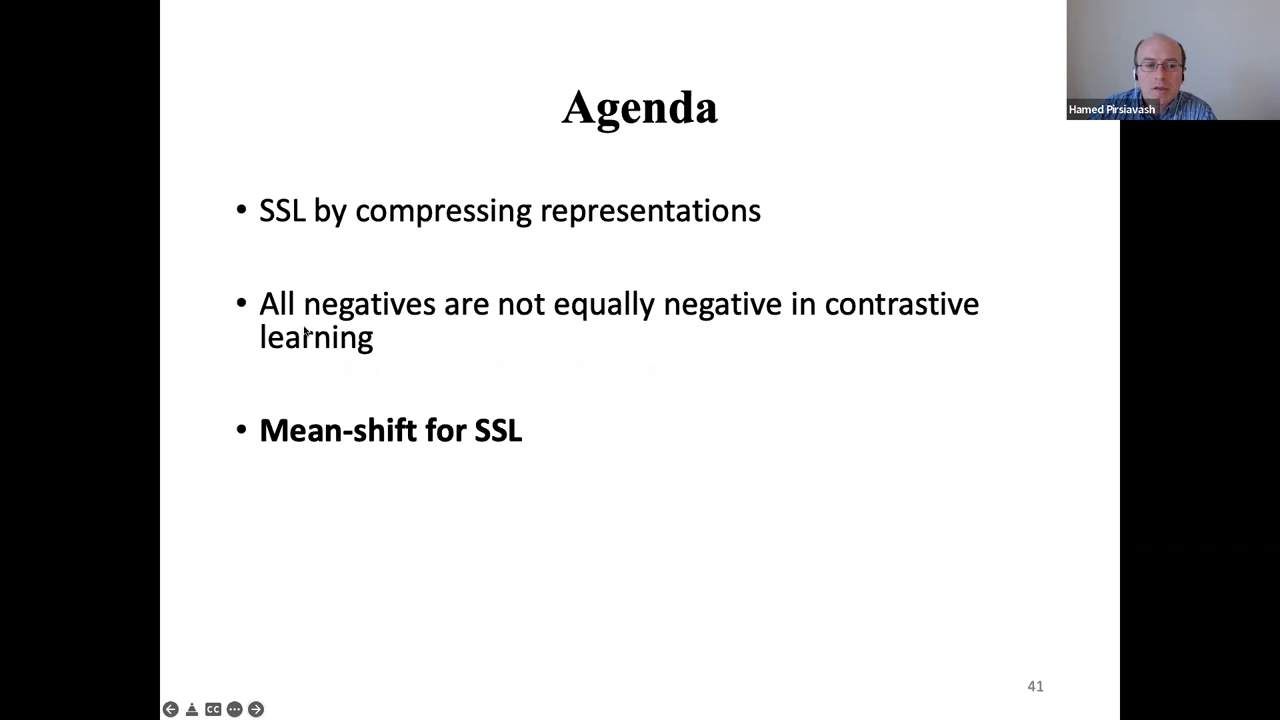 Agenda
Hamed Pirsiavash
• SSL by compressing representations
• All negatives are not equally negative in contrastive
learning
• Mean-shift for SSL
41
CC